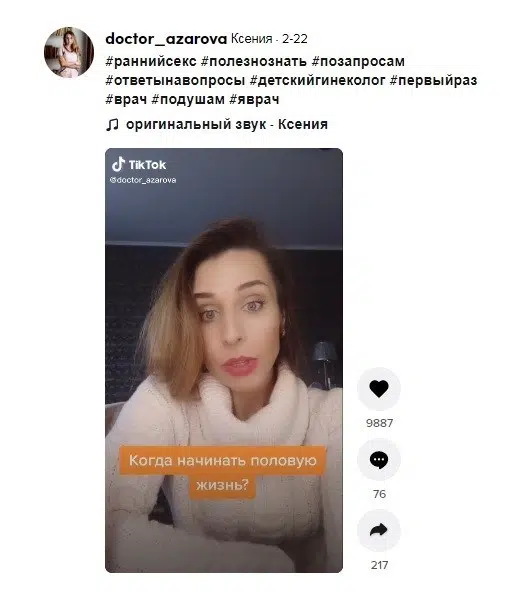 doctor_azarova Ксения · 2-22
#раннийсекс #полезнознать #позапросам
#ответынавопросы #детскийгинеколог #первыйраз
#врач #подушам #яврач
оригинальный звук - Ксения
TikTok
@doctor_azarova
Когда начинать половую
жизнь?
9887
76
217